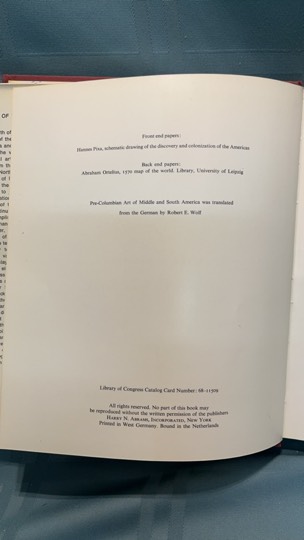 Front end papers:
Hannes Pixa, schematic drawing of the discovery and colonization of the Americas
Back end papers:
Abraham Ortelius, 1570 map of the world. Library, University of Leipzig
Pre-Columbian Art of Middle and South America was translated
from the German by Robert E. Wolf
Library of Congress Catalog Card Number: 68-11509
All rights reserved. No part of this book may
be reproduced without the written permission of the publishers
HARRY N. ABRAMS, INCORPORATED, NEW YORK
Printed in West Germany. Bound in the Netherlands
OF